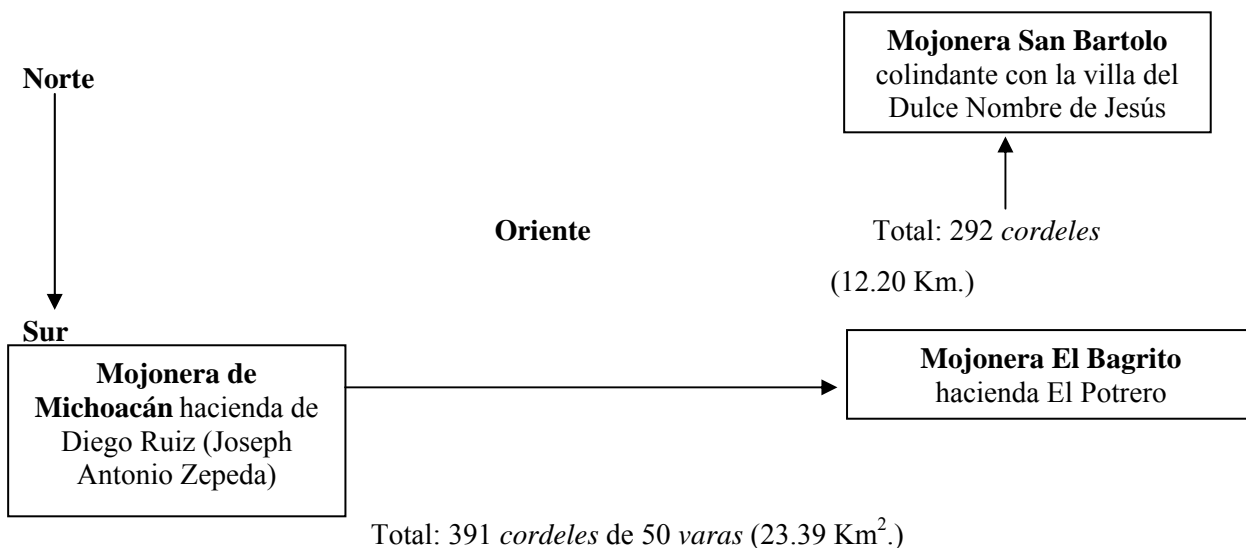 Mojonera San Bartolo
colindante con la villa del
Dulce Nombre de Jesús
Norte
Oriente
Total: 292 cordeles
(12.20 Km.)
Sur
Mojonera de
Michoacán hacienda de
Diego Ruiz (Joseph
Antonio Zepeda)
Mojonera El Bagrito
hacienda El Potrero
Total: 391 cordeles de 50 varas (23.39 Km².)